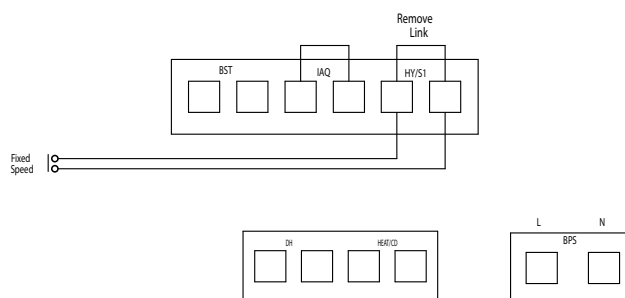 Remove
Link
BST IAQ HY/S1
Fixed
Speed
L N
DH HEAT/CD BPS